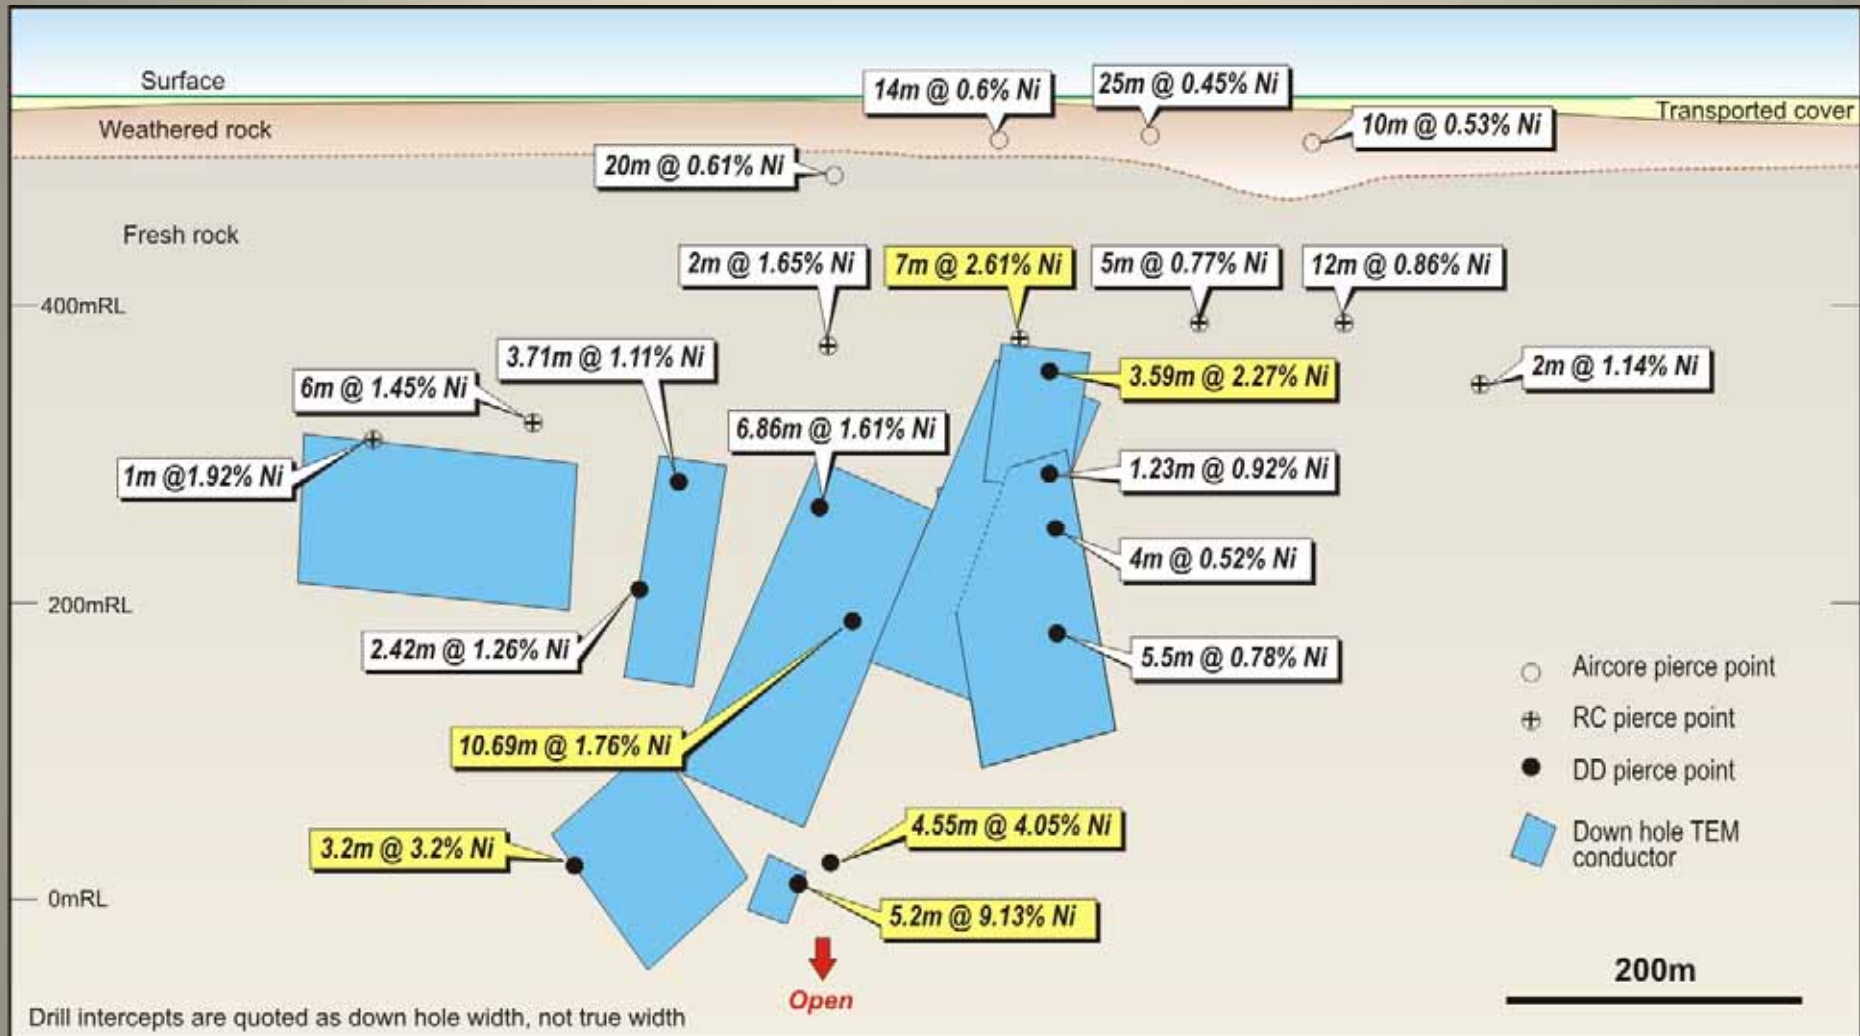 Surface
14m @ 0.6% Ni
25m @ 0.45% Ni
Transported cover
Weathered rock
10m @ 0.53% Ni
20m @ 0.61% Ni
Fresh rock
2m @ 1.65% Ni
7m @ 2.61% Ni
5m @ 0.77% Ni
12m @ 0.86% Ni
400mRL
3.71m @ 1.11% Ni
2m @ 1.14% Ni
6m @ 1.45% Ni
3.59m @ 2.27% Ni
6.86m @ 1.61% Ni
1m @1.92% Ni
1.23m @ 0.92% Ni
4m @ 0.52% Ni
200mRL
2.42m @ 1.26% Ni
5.5m @ 0.78% Ni
Aircore pierce point
RC pierce point
10.69m @ 1.76% Ni
DD pierce point
4.55m @ 4.05% Ni
Down hole TEM
conductor
3.2m @ 3.2% Ni
0mRL
5.2m @ 9.13% Ni
200m
Open
Drill intercepts are quoted as down hole width, not true width